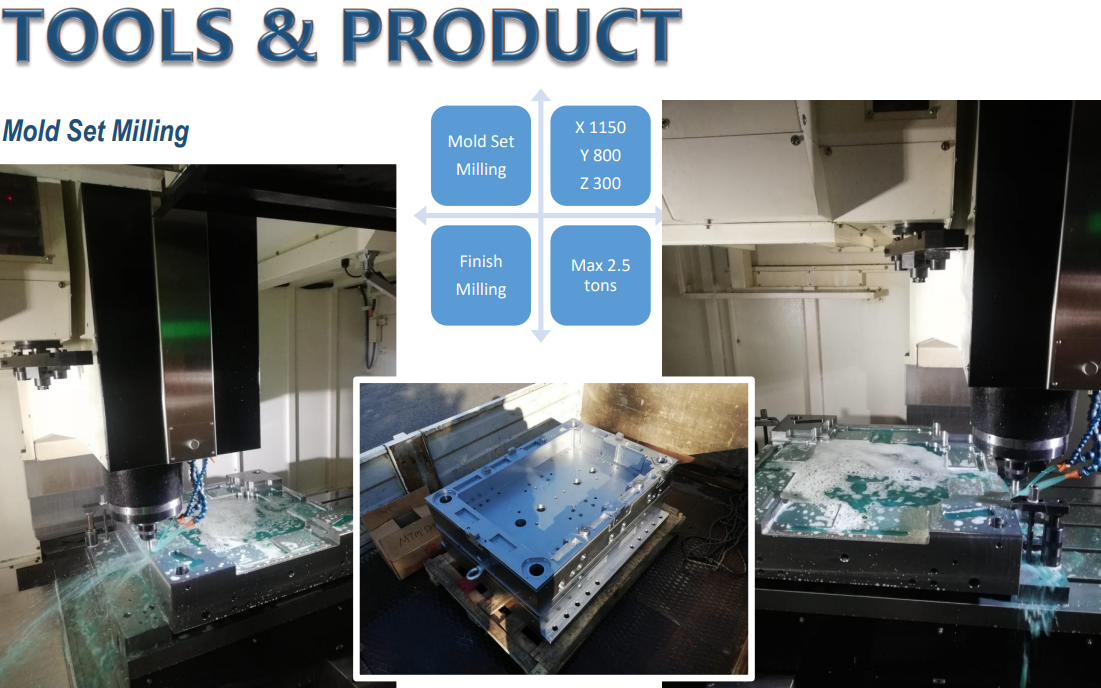 TOOLS & PRODUCT
Mold Set Milling
Mold Set
Milling
X 1150
Y 800
Z 300
Finish
Milling
Max 2.5
tons